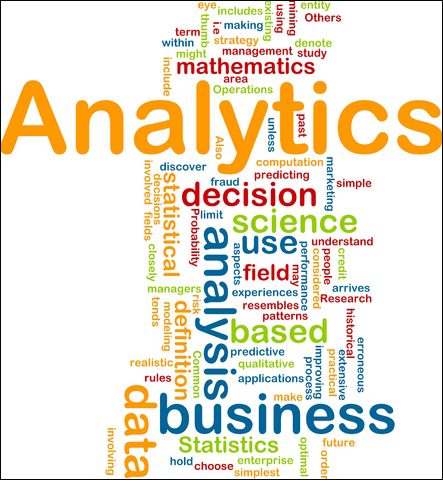 eye
includes
entity
thumb
i.e
making
existing
using
mining
Others
term
within
strategy
denote
might
management
study
include
mathematics
area
Operations
Analytics
past
unless
Also
discover
computation
marketing
predicting
fraud
simple
involved
decisions
fields
statistical
decision
Probability
limit
science
closely
analysis
use
understand
aspects
field
may
performance
considered
people
credit
managers
risk
experiences
arrives
Research
resembles
tends
modeling
definition
patterns
historical
based
erroneous
realistic
Common
predictive
improving
practical
extensive
qualitative
process
rules
applications
make
data
business
involving
Statistics
optimal
future
order
hold
choose
enterprise
simplest